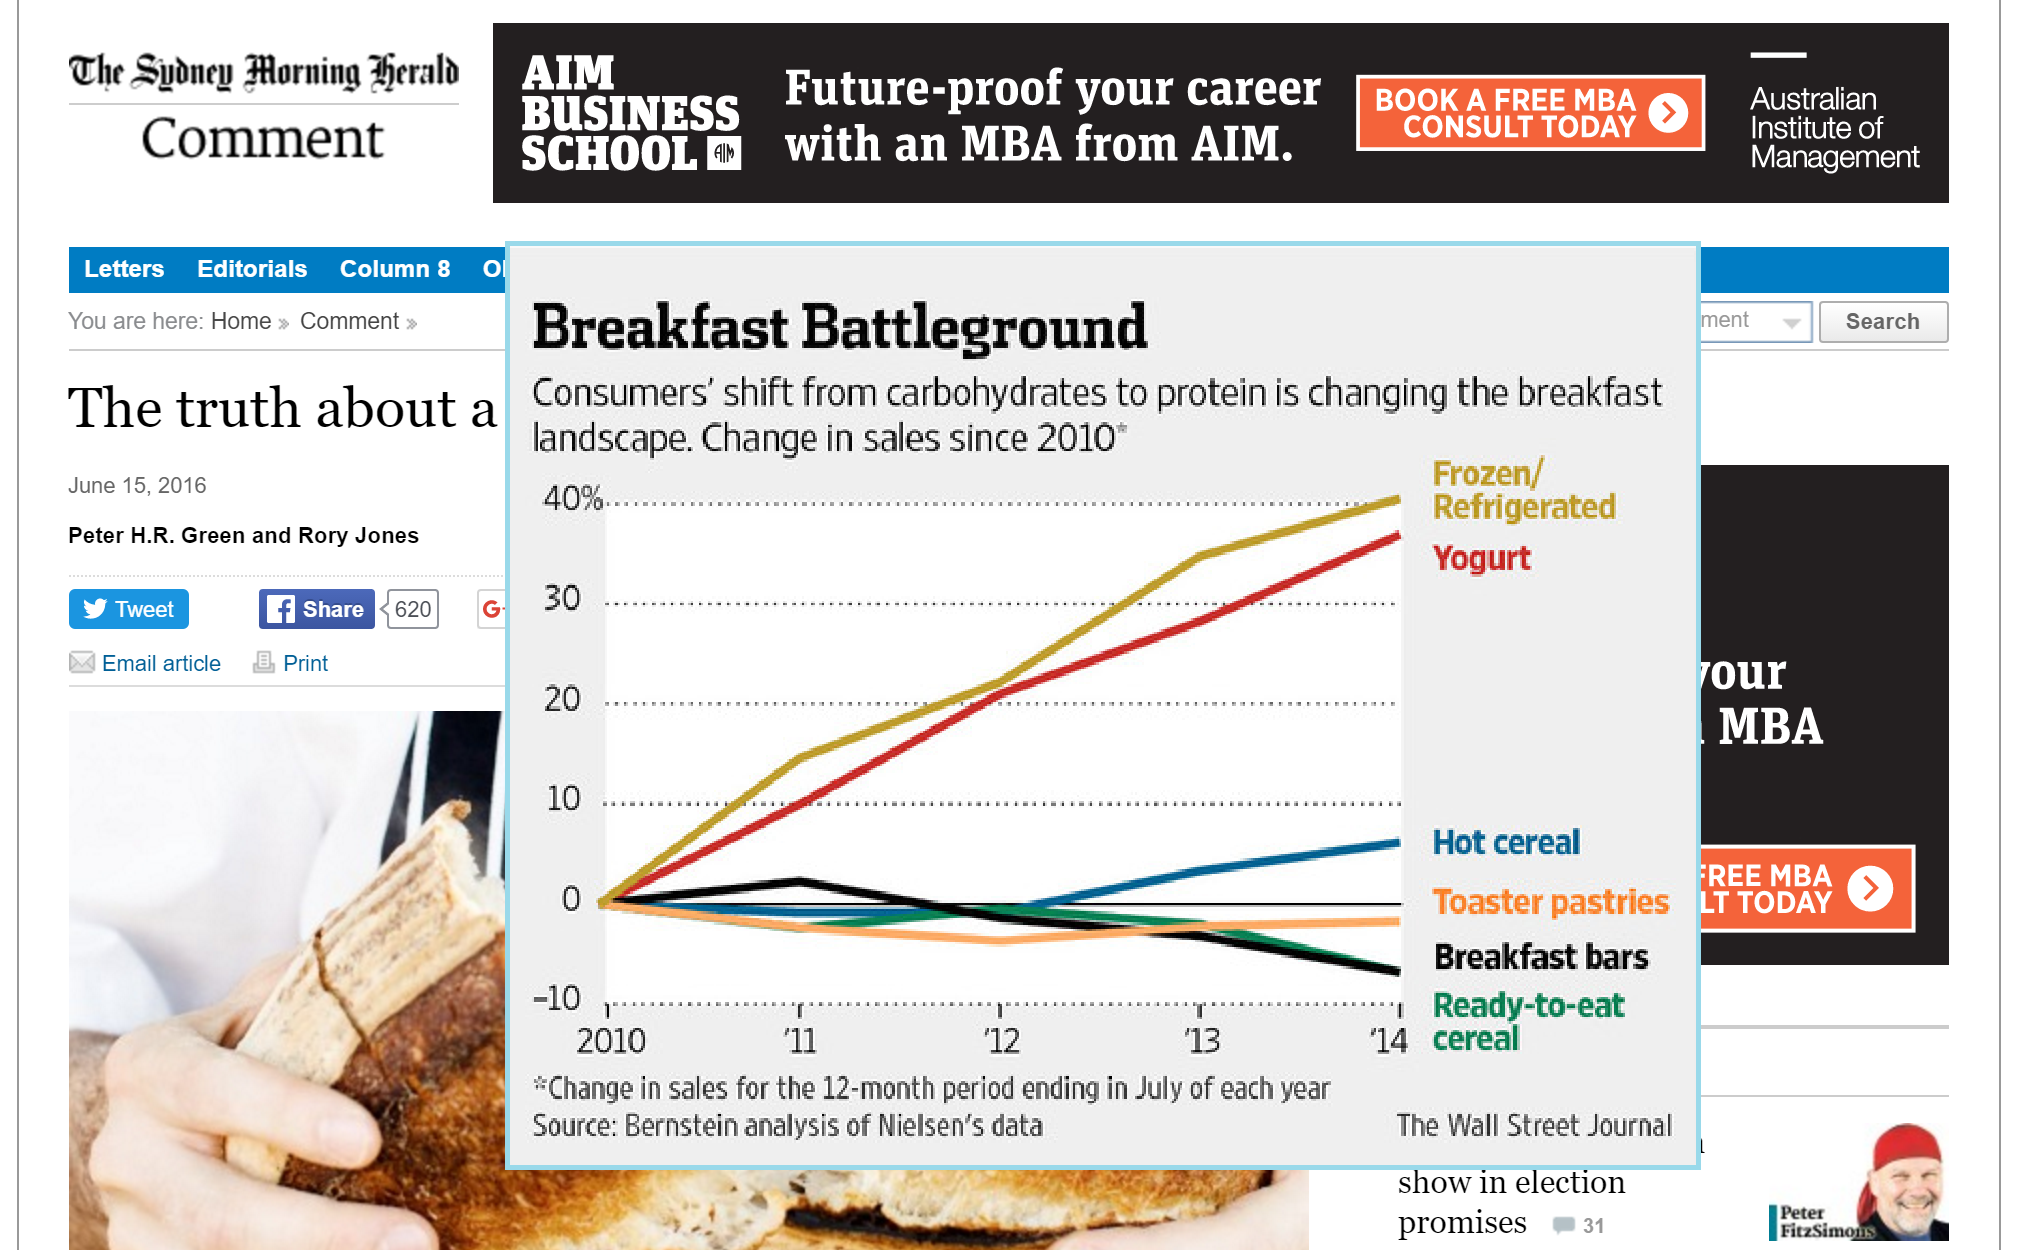 The Sydney Morning Herald
Comment
AIM
BUSINESS
SCHOOL AIM
Future-proof your career
with an MBA from AIM.
BOOK A FREE MBA
CONSULT TODAY
Australian
Institute of
Management
Letters Editorials Column 8
You are here: Home » Comment »
Search
The truth about a
June 15, 2016
Peter H.R. Green and Rory Jones
Tweet
Share 620
Email article Print
Breakfast Battleground
Consumers' shift from carbohydrates to protein is changing the breakfast
landscape. Change in sales since 2010*
40%
30
20
10
0
–10
2010 '11 '12 '13 '14
Frozen/
Refrigerated
Yogurt
Hot cereal
Toaster pastries
Breakfast bars
Ready-to-eat
cereal
*Change in sales for the 12-month period ending in July of each year
Source: Bernstein analysis of Nielsen's data
The Wall Street Journal
your
MBA
FREE MBA
TODAY
show in election
promises 31
Peter
FitzSimons